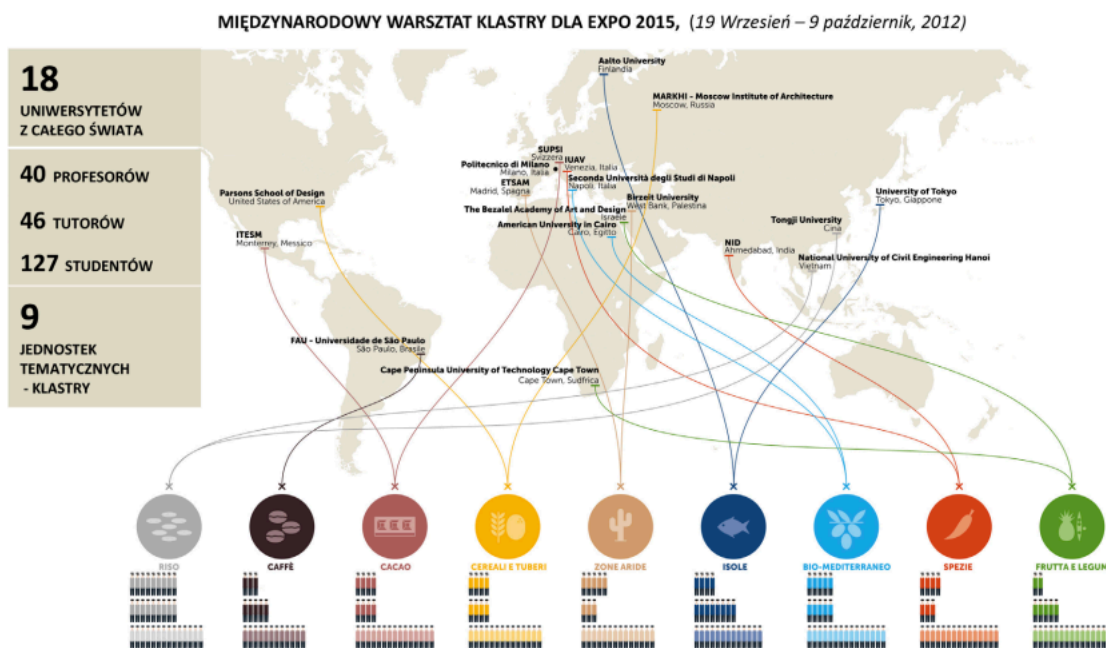 MIĘDZYNARODOWY WARSZTAT KLASTRY DLA EXPO 2015, (19 Wrzesień – 9 październik, 2012)
18
UNIWERSYTETÓW
Z CAŁEGO ŚWIATA
40 PROFESORÓW
46 TUTORÓW
127 STUDENTÓW
9
JEDNOSTEK
TEMATYCZNYCH
- KLASTRY
Aalto University
Finlandia
MARKHI - Moscow Institute of Architecture
Moscow, Russia
SUPSI
Svizzera
IUAV
Venezia, Italia
Politecnico di Milano
Milano, Italia
Seconda Università degli Studi di Napoli
Napoli, Italia
ETSAM
Madrid, Spagna
Parsons School of Design
United States of America
Birzeit University
West Bank, Palestina
University of Tokyo
Tokyo, Giappone
The Bezalel Academy of Art and Design
Israele
Tongji University
Cina
American University in Cairo
Cairo, Egitto
ITESM
Monterrey, Messico
NID
Ahmedabad, India
National University of Civil Engineering Hanoi
Vietnam
FAU - Universidade de São Paulo
São Paulo, Brasile
Cape Peninsula University of Technology Cape Town
Cape Town, Sudfrica
RISO
CAFFÈ
CACAO
CEREALI E TUBERI
ZONE ARIDE
ISOLE
BIO-MEDITERRANEO
SPEZIE
FRUTTA E LEGUM